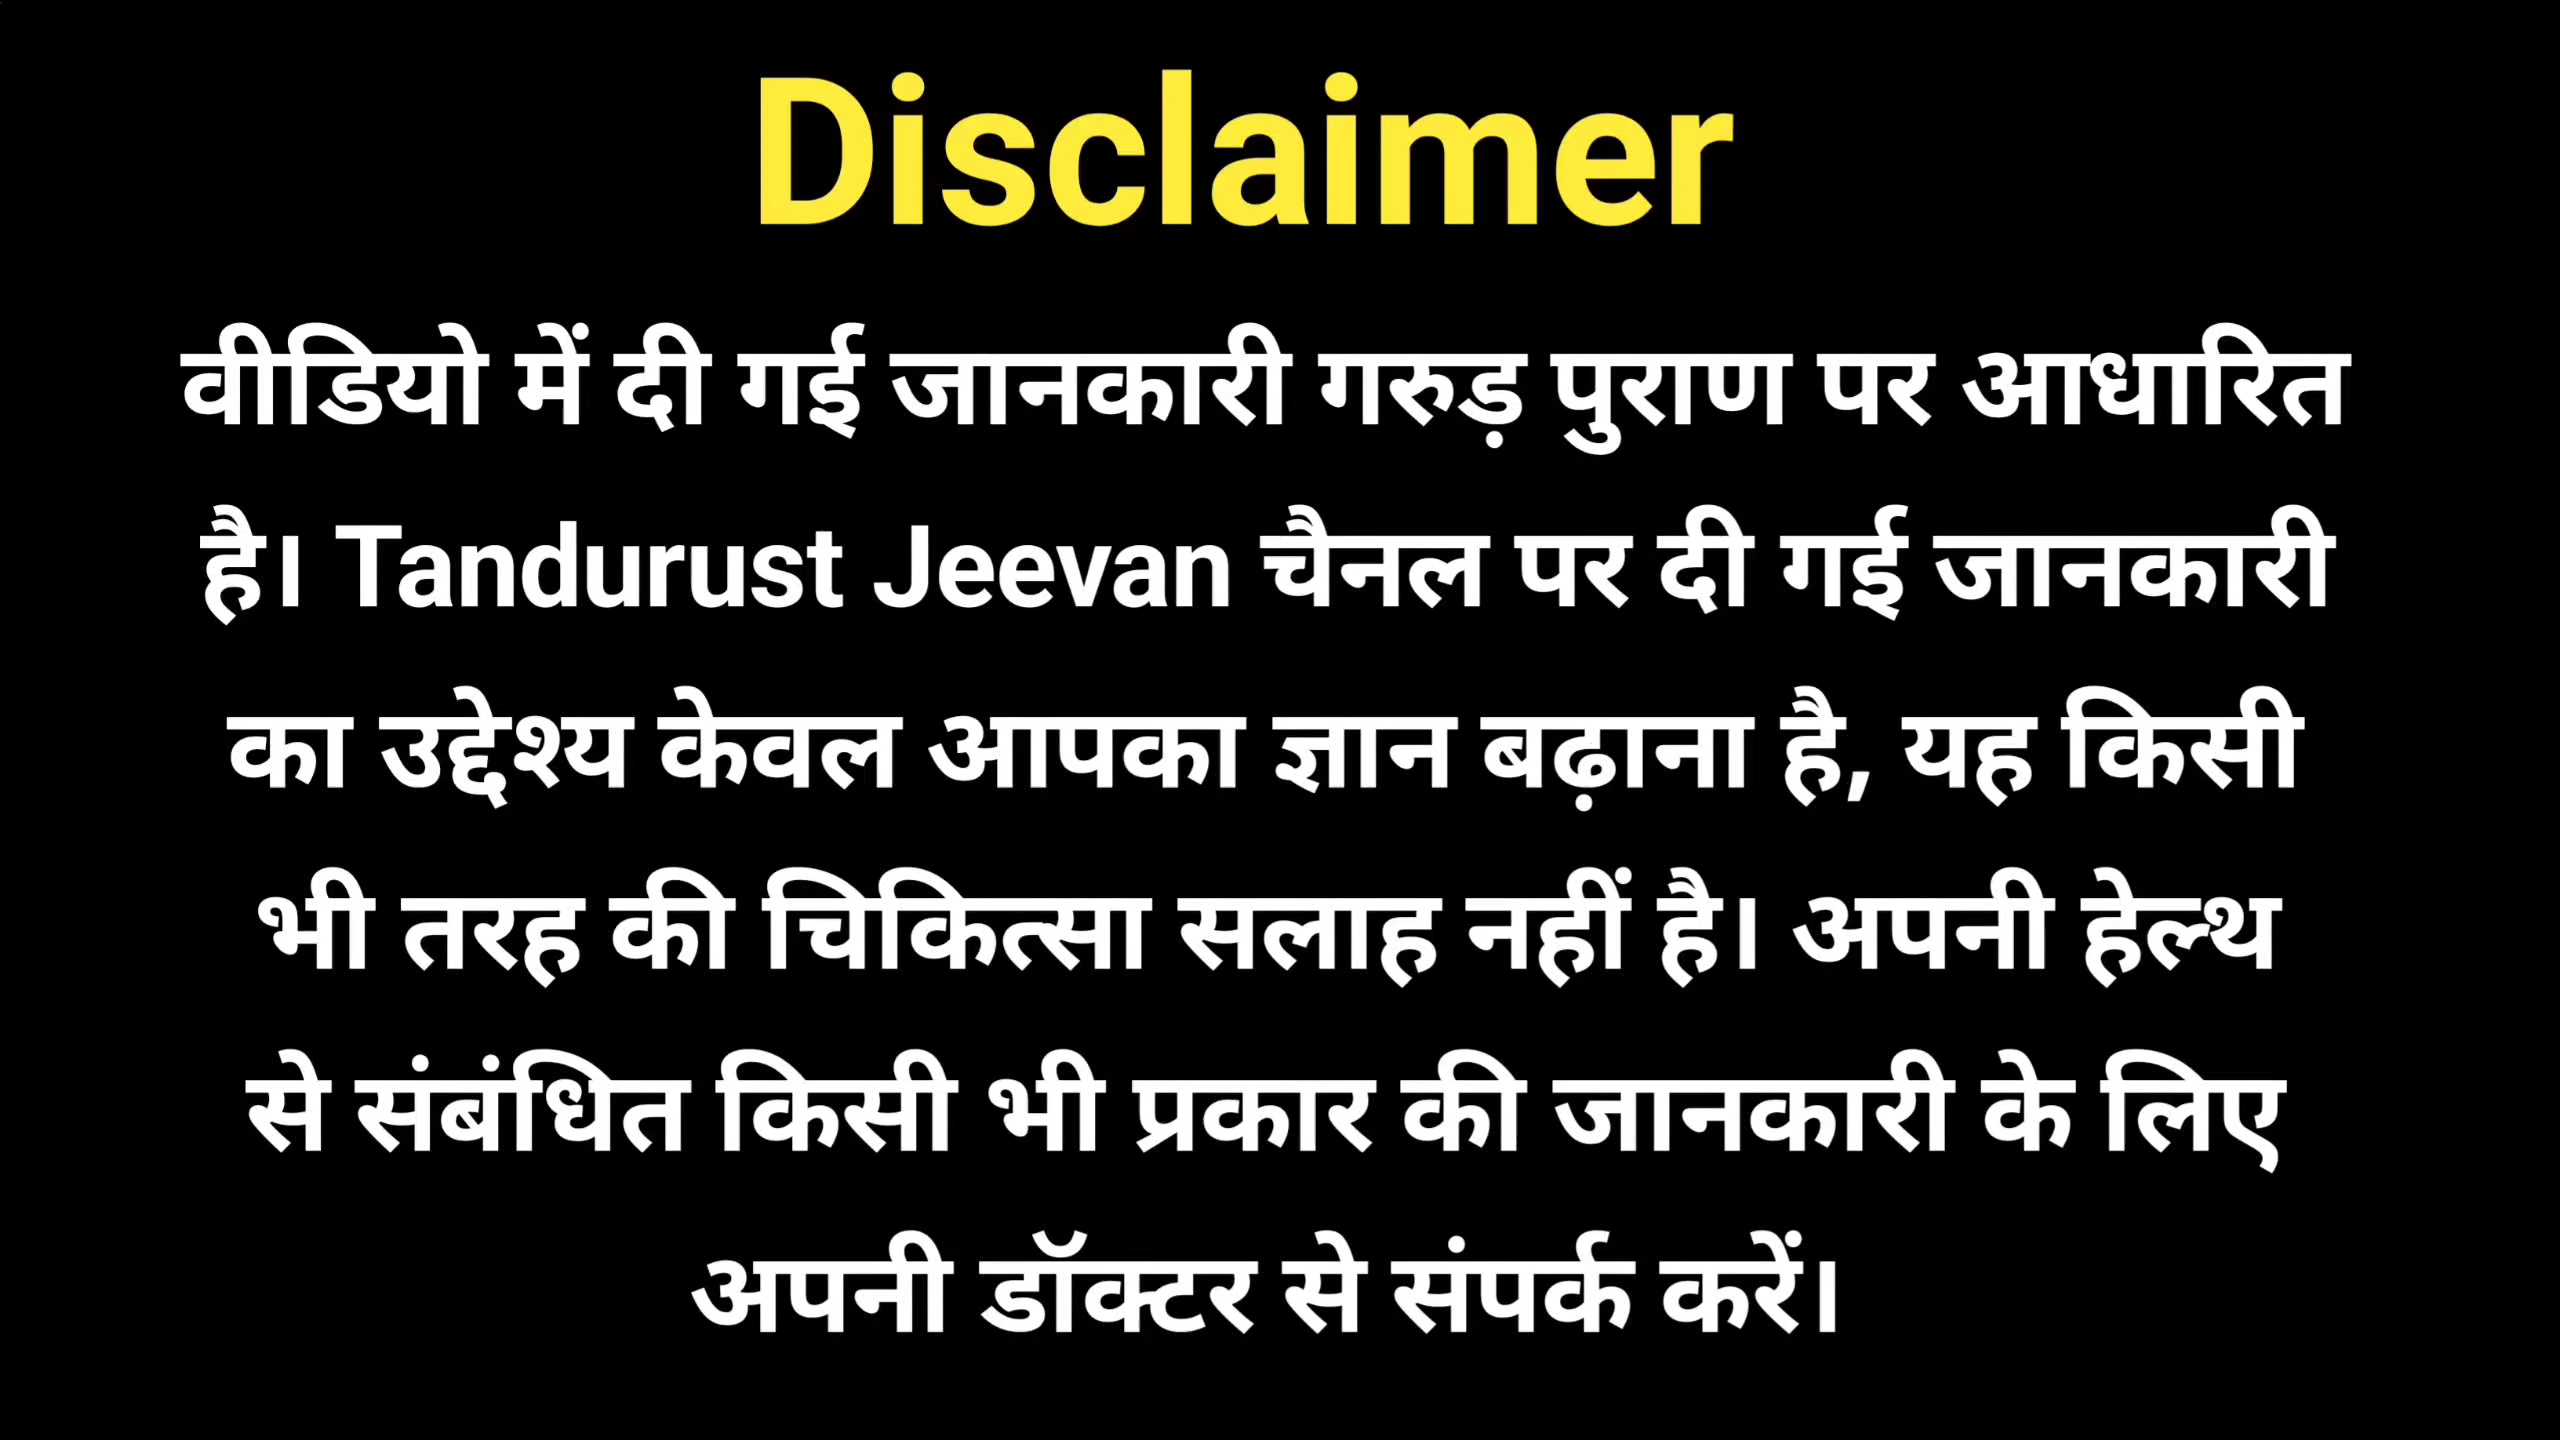 Disclaimer
वीडियो में दी गई जानकारी गरुड़ पुराण पर आधारित
है। Tandurust Jeevan चैनल पर दी गई जानकारी
का उद्देश्य केवल आपका ज्ञान बढ़ाना है, यह किसी
भी तरह की चिकित्सा सलाह नहीं है। अपनी हेल्थ
से संबंधित किसी भी प्रकार की जानकारी के लिए
अपनी डॉक्टर से संपर्क करें।